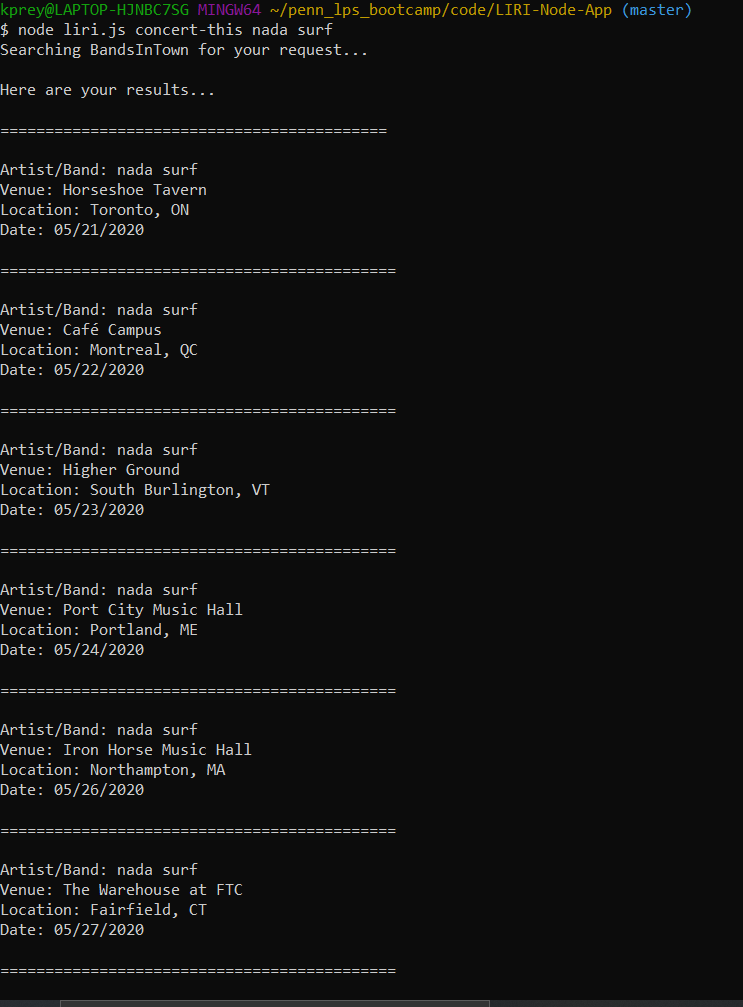 kprey@LAPTOP-HJNBC7SG MINGW64 ~/penn_lps_bootcamp/code/LIRI-Node-App (master)
$ node liri.js concert-this nada surf
Searching BandsInTown for your request...
Here are your results...
===========================================
Artist/Band: nada surf
Venue: Horseshoe Tavern
Location: Toronto, ON
Date: 05/21/2020
============================================
Artist/Band: nada surf
Venue: Café Campus
Location: Montreal, QC
Date: 05/22/2020
============================================
Artist/Band: nada surf
Venue: Higher Ground
Location: South Burlington, VT
Date: 05/23/2020
============================================
Artist/Band: nada surf
Venue: Port City Music Hall
Location: Portland, ME
Date: 05/24/2020
============================================
Artist/Band: nada surf
Venue: Iron Horse Music Hall
Location: Northampton, MA
Date: 05/26/2020
============================================
Artist/Band: nada surf
Venue: The Warehouse at FTC
Location: Fairfield, CT
Date: 05/27/2020
============================================